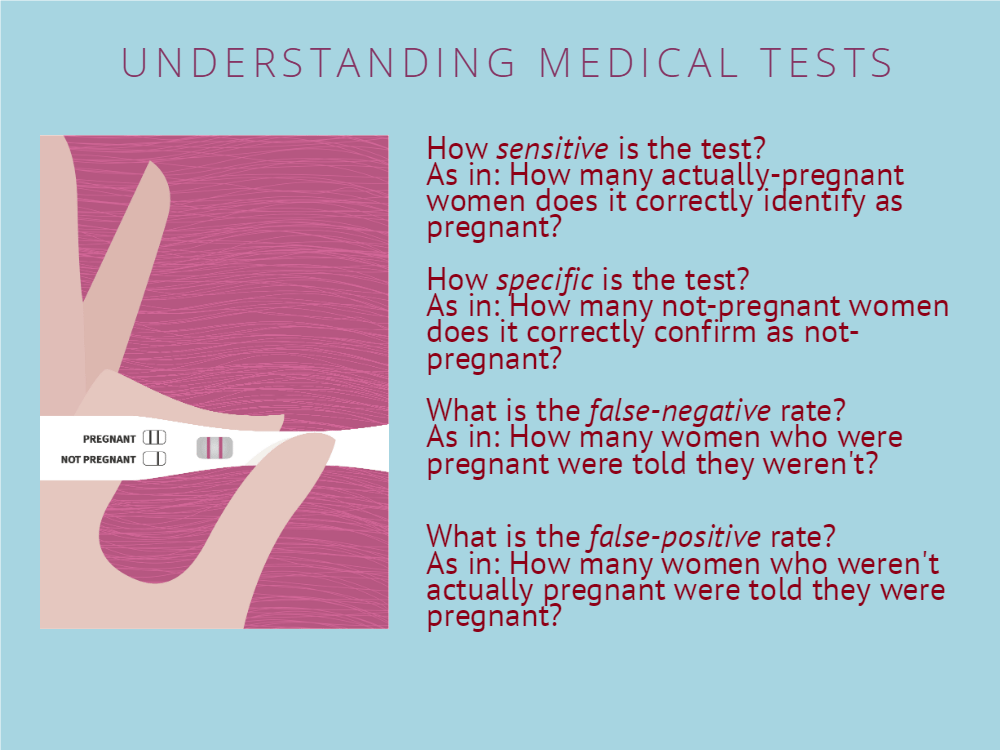 UNDERSTANDING MEDICAL TESTS
How sensitive is the test?
As in: How many actually-pregnant
women does it correctly identify as
pregnant?
How specific is the test?
As in: How many not-pregnant women
does it correctly confirm as not-
pregnant?
What is the false-negative rate?
As in: How many women who were
pregnant were told they weren't?
What is the false-positive rate?
As in: How many women who weren't
actually pregnant were told they were
pregnant?
PREGNANT
NOT PREGNANT